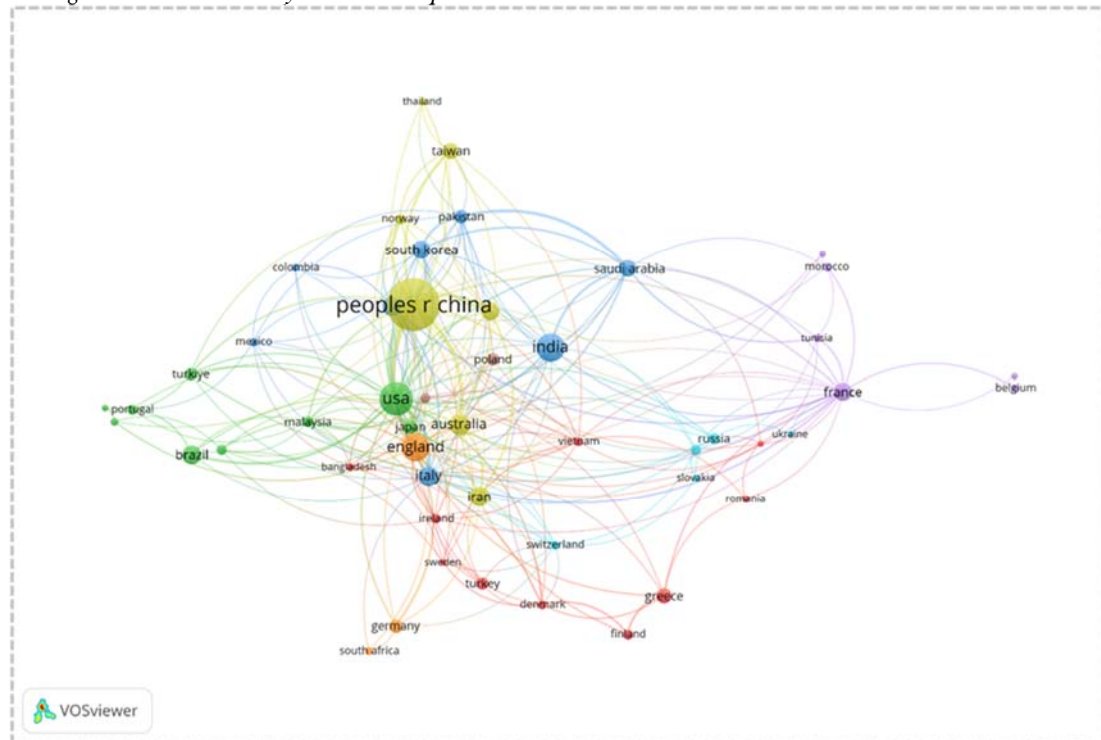 thailand
taiwan
norway
pakistan
south korea
colombia
saudi arabia
morocco
peoples r china
mexico
tunisia
india
poland
turkiye
france
belgium
usa
portugal
malaysia
japan
australia
england
vietnam
russia
ukraine
brazil
bangladesh
italy
slovakia
iran
romania
ireland
switzerland
sweden
turkey
denmark
greece
germany
finland
south africa
VOSviewer